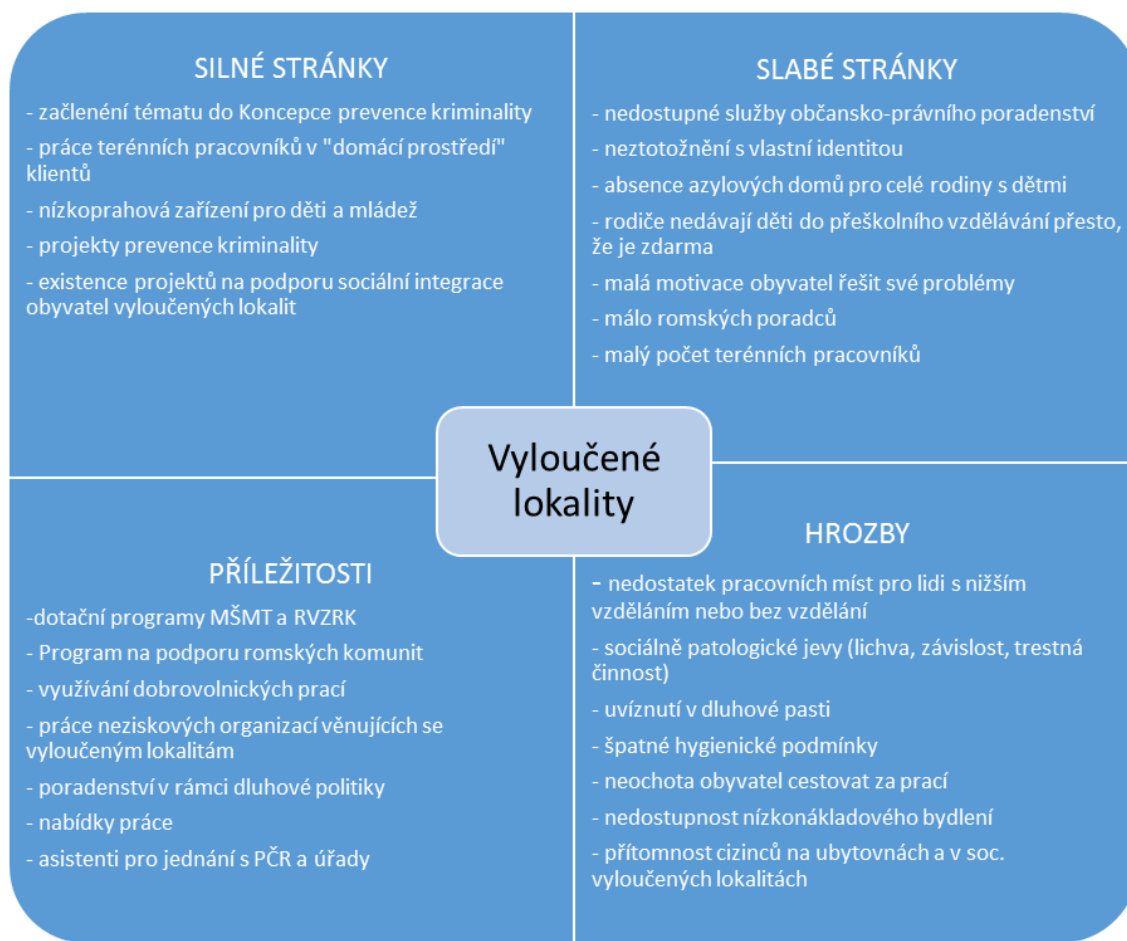 SILNÉ STRÁNKY
- začlenéní tématu do Koncepce prevence kriminality
- práce terénních pracovníků v "domácí prostředí"
klientů
- nízkoprahová zařízení pro děti a mládež
- projekty prevence kriminality
- existence projektů na podporu sociální integrace
obyvatel vyloučených lokalit
SLABÉ STRÁNKY
- nedostupné služby občansko-právního poradenství
- neztotožnění s vlastní identitou
- absence azylových domů pro celé rodiny s dětmi
- rodiče nedávají děti do přeškolního vzdělávání přesto,
že je zdarma
- malá motivace obyvatel řešit své problémy
- málo romských poradců
- malý počet terénních pracovníků
Vyloučené
lokality
PŘÍLEŽITOSTI
-dotační programy MŠMT a RVZRK
- Program na podporu romských komunit
- využívání dobrovolnických prací
- práce neziskových organizací věnujících se
vyloučeným lokalitám
- poradenství v rámci dluhové politiky
- nabídky práce
- asistenti pro jednání s PČR a úřady
HROZBY
- nedostatek pracovních míst pro lidi s nižším
vzděláním nebo bez vzdělání
- sociálně patologické jevy (lichva, závislost, trestná
činnost)
- uvíznutí v dluhové pasti
- špatné hygienické podmínky
- neochota obyvatel cestovat za prací
- nedostupnost nízkonákladového bydlení
- přítomnost cizinců na ubytovnách a v soc.
vyloučených lokalitách